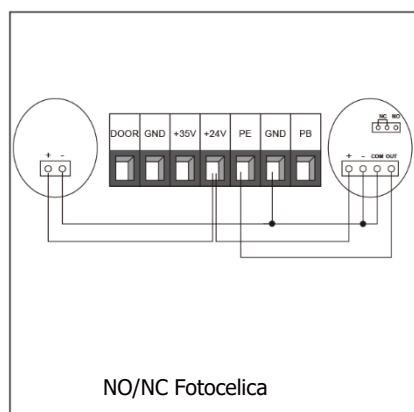 DOOR GND +35V +24V PE GND PB
NC NO
+ -
+ - COM OUT
NO/NC Fotocelica